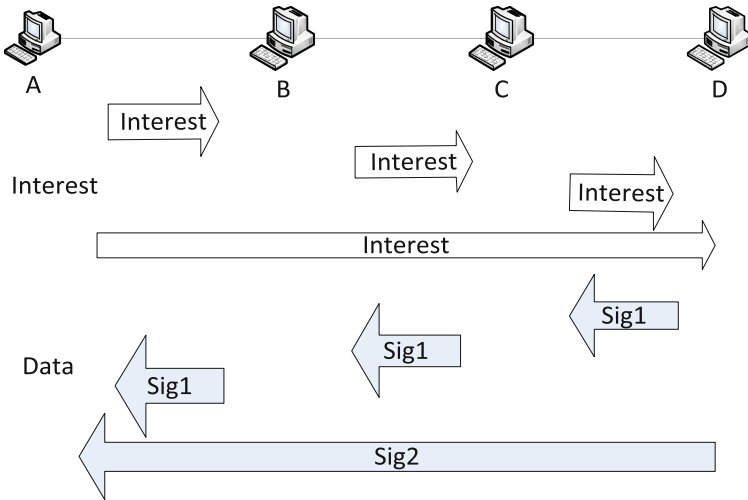 A
B
C
D
Interest
Interest
Interest
Interest
Interest
Sig1
Sig1
Data
Sig1
Sig2